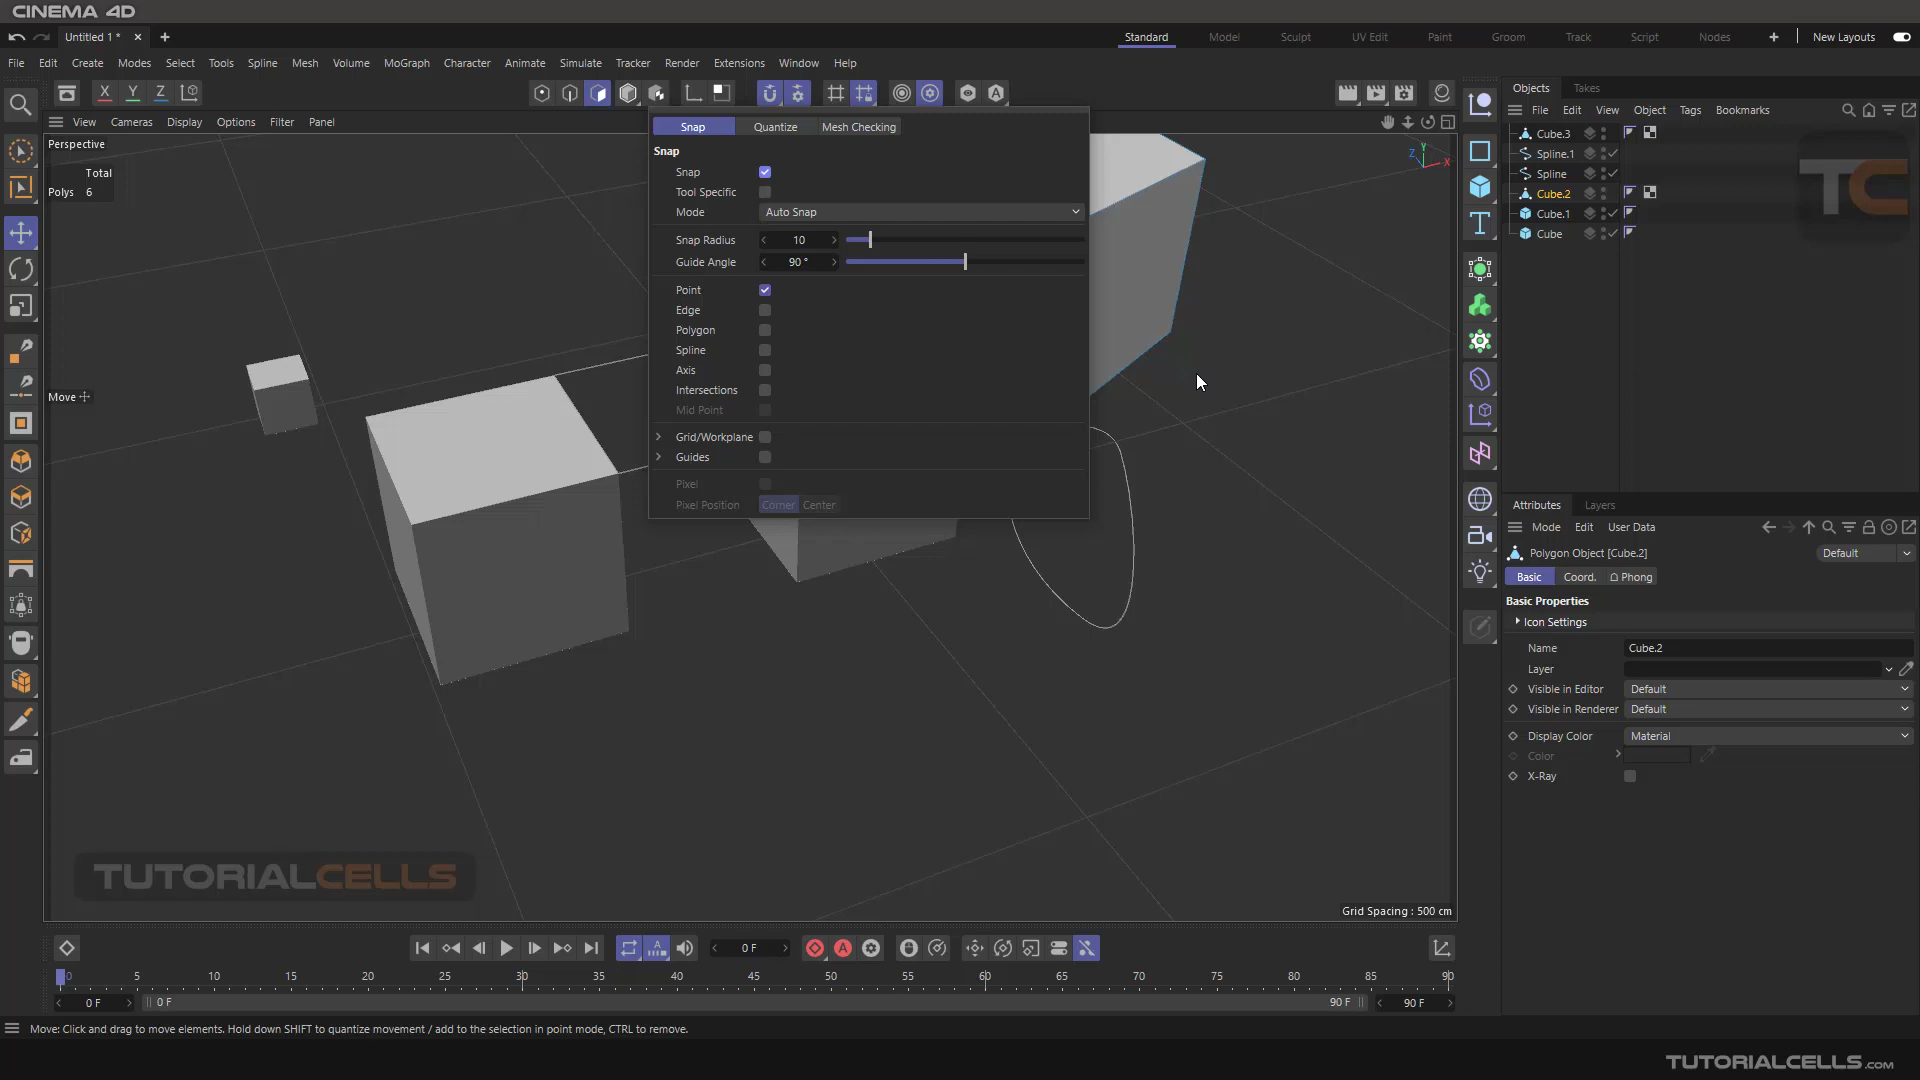 CINEMA 4D
Untitled 1 *
Standard
Model
Sculpt
UV Edit
Paint
Groom
Track
Script
Nodes
New Layouts
File Edit Create Modes Select Tools Spline Mesh Volume MoGraph Character Animate Simulate Tracker Render Extensions Window Help
X Y Z
Objects Takes
File Edit View Object Tags Bookmarks
View Cameras Display Options Filter Panel
Snap Quantize Mesh Checking
Perspective
Total
Polys 6
Move
Snap
Snap
Tool Specific
Mode Auto Snap
Snap Radius 10
Guide Angle 90 °
Point
Edge
Polygon
Spline
Axis
Intersections
Mid Point
Grid/Workplane
Guides
Pixel
Pixel Position Corner Center
Z Y X
Cube.3
Spline.1
Spline
Cube.2
Cube.1
Cube
TC
Attributes Layers
Mode Edit User Data
Polygon Object [Cube.2] Default
Basic Coord. Phong
Basic Properties
Icon Settings
Name Cube.2
Layer
Visible in Editor Default
Visible in Renderer Default
Display Color Material
Color
X-Ray
TUTORIALCELLS
Grid Spacing : 500 cm
0 F
0 5 10 15 20 25 30 35 40 45 50 55 60 65 70 75 80 85 90
0 F 0 F 90 F 90 F
Move: Click and drag to move elements. Hold down SHIFT to quantize movement / add to the selection in point mode, CTRL to remove.
TUTORIALCELLS.com